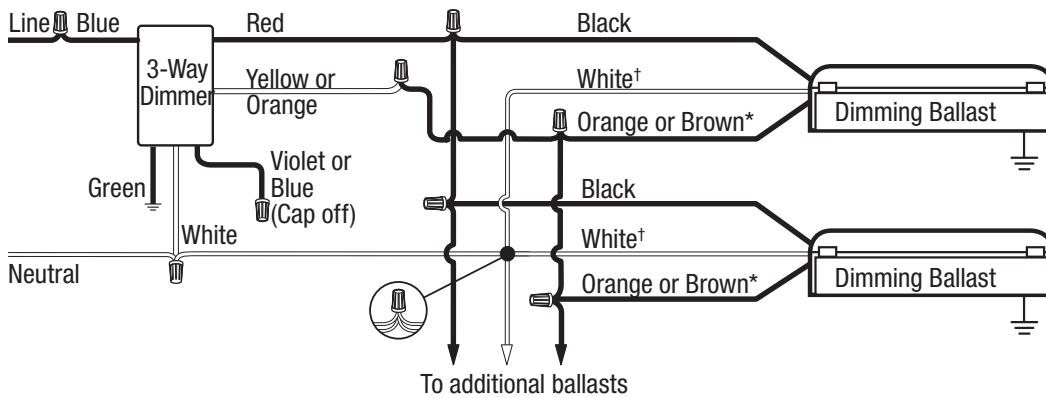 Line
Blue
Red
Black
3-Way
Dimmer
Yellow or
Orange
White†
Orange or Brown*
Dimming Ballast
Green
Violet or
Blue
(Cap off)
Black
White
White†
Neutral
Orange or Brown*
Dimming Ballast
To additional ballasts